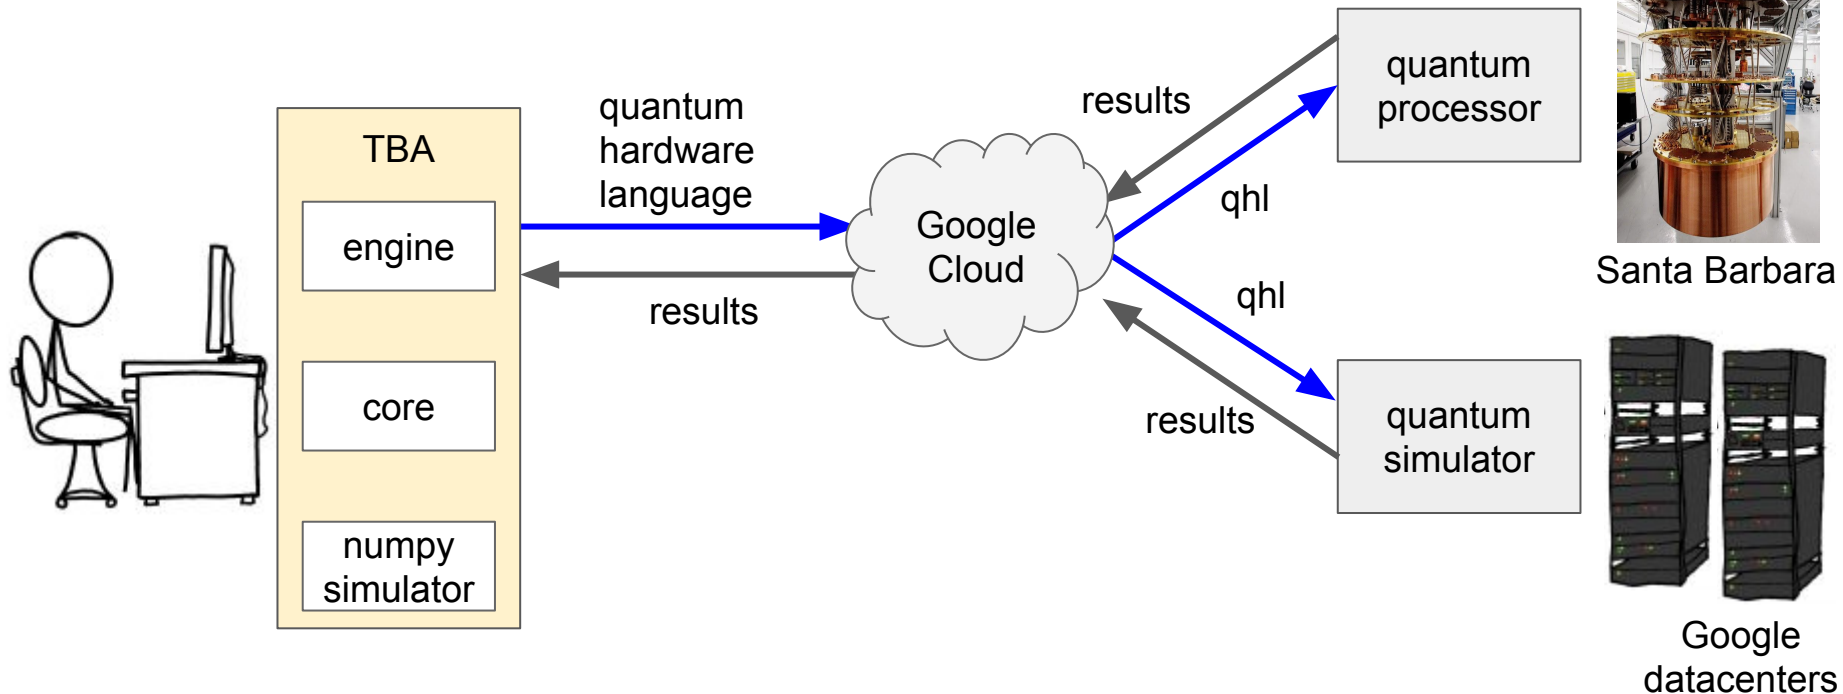 TBA
engine
core
numpy
simulator
quantum
hardware
language
results
Google
Cloud
results
qhl
qhl
results
quantum
processor
quantum
simulator
Santa Barbara
Google
datacenters